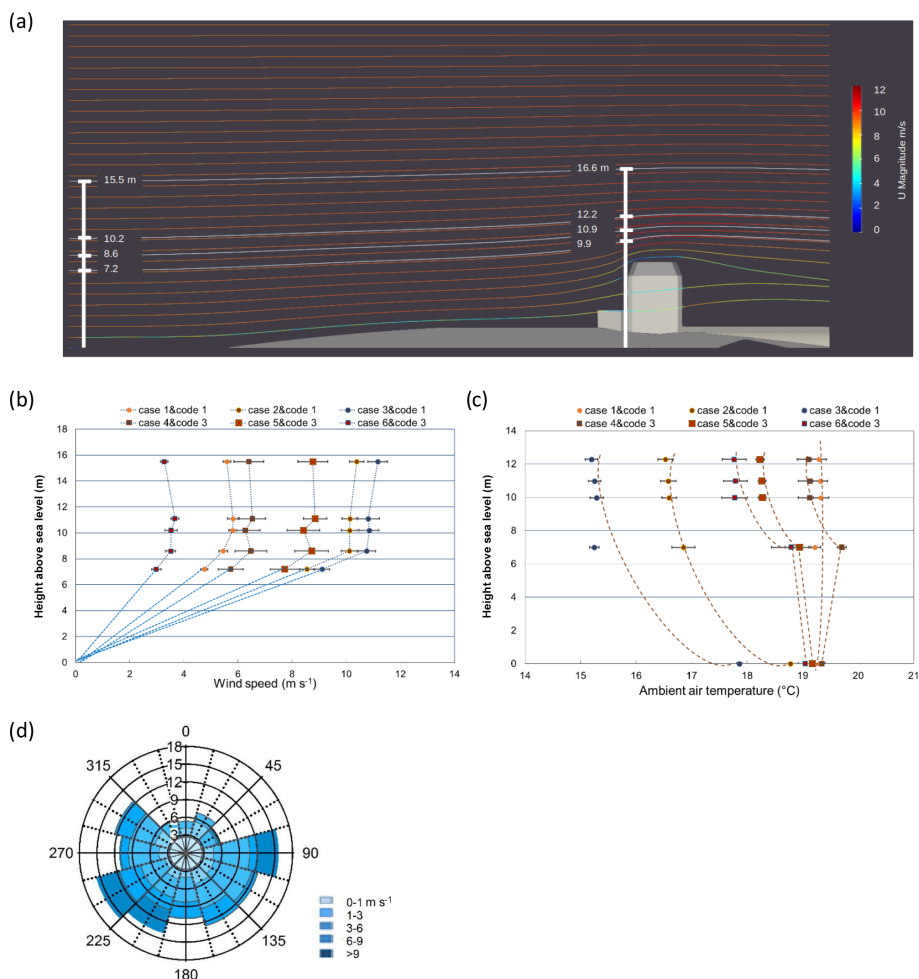 (a)
12
10
8
6
4
2
0
U Magnitude m/s
15.5 m
10.2
8.6
7.2
16.6 m
12.2
10.9
9.9
(b)
case 1&code 1 case 2&code 1 case 3&code 1
case 4&code 3 case 5&code 3 case 6&code 3
18
16
14
12
10
8
6
4
2
0
Height above sea level (m)
0 2 4 6 8 10 12 14
Wind speed (m s⁻¹)
(c)
case 1&code 1 case 2&code 1 case 3&code 1
case 4&code 3 case 5&code 3 case 6&code 3
14
12
10
8
6
4
2
0
Height above sea level (m)
11 12 13 14 15 16 17 18 19 20 21
Ambient air temperature (°C)
(d)
0
45
90
135
180
225
270
315
18
15
12
9
6
3
0-1 m s⁻¹
1-3
3-6
6-9
>9